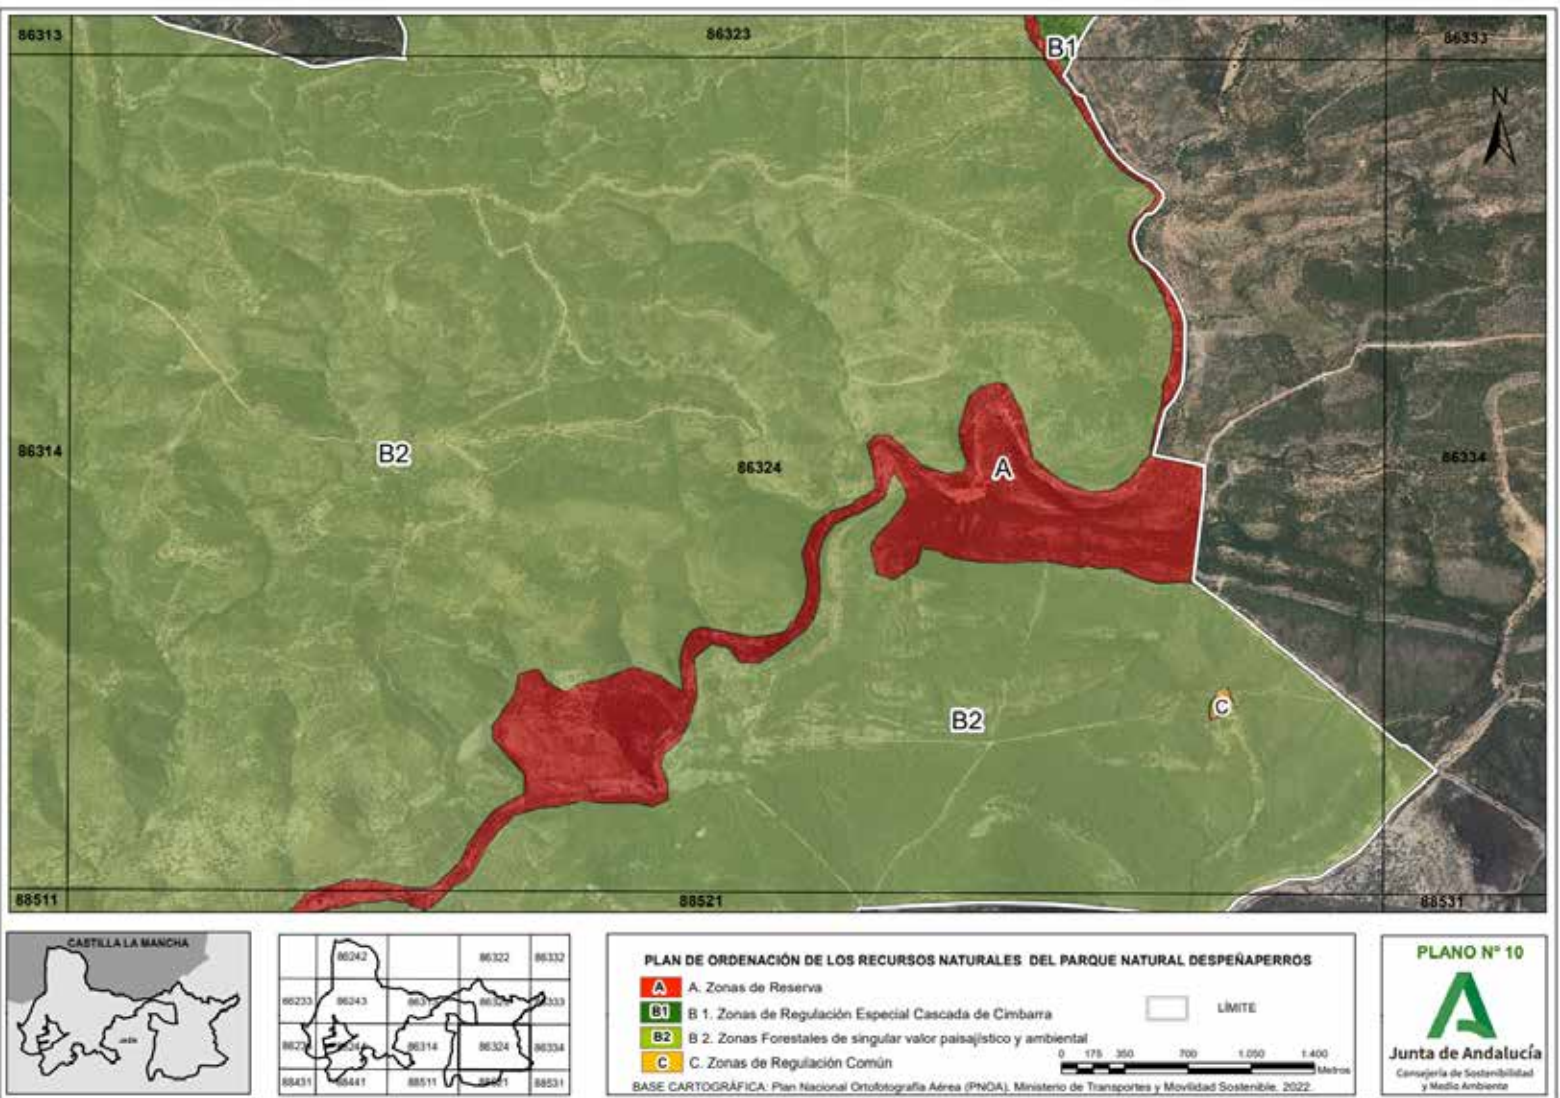 86313
86323
86333
B1
N
86314
B2
86324
A
86334
B2
C
88511
88521
88531
CASTILLA LA MANCHA
JAÉN
86242
86322
86332
86233
86243
86314
86324
86334
88431
88441
88511
88531
PLAN DE ORDENACIÓN DE LOS RECURSOS NATURALES DEL PARQUE NATURAL DESPEÑAPERROS
A A. Zonas de Reserva
B1 B 1. Zonas de Regulación Especial Cascada de Cimbarra
B2 B 2. Zonas Forestales de singular valor paisajístico y ambiental
C C. Zonas de Regulación Común
LÍMITE
0 175 350 700 1.050 1.400
Metros
BASE CARTOGRÁFICA: Plan Nacional Ortofotografía Aérea (PNOA). Ministerio de Transportes y Movilidad Sostenible, 2022.
PLANO Nº 10
Junta de Andalucía
Consejería de Sostenibilidad
y Medio Ambiente